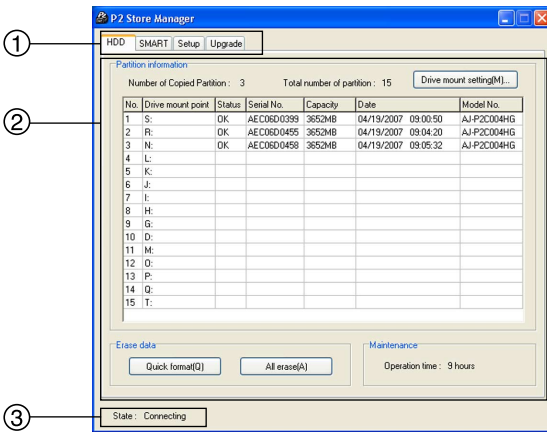 P2 Store Manager
① HDD SMART Setup Upgrade
Partition information
Number of Copied Partition : 3 Total number of partition : 15 Drive mount setting(M)...
②
No. Drive mount point Status Serial No. Capacity Date Model No.
1 S: OK AEC06D0399 3652MB 04/19/2007 09:00:50 AJ-P2C004HG
2 R: OK AEC06D0455 3652MB 04/19/2007 09:04:20 AJ-P2C004HG
3 N: OK AEC06D0458 3652MB 04/19/2007 09:05:32 AJ-P2C004HG
4 L:
5 K:
6 J:
7 I:
8 H:
9 G:
10 D:
11 M:
12 O:
13 P:
14 Q:
15 T:
Erase data Maintenance
Quick format(Q) All erase(A) Operation time : 9 hours
③ State : Connecting